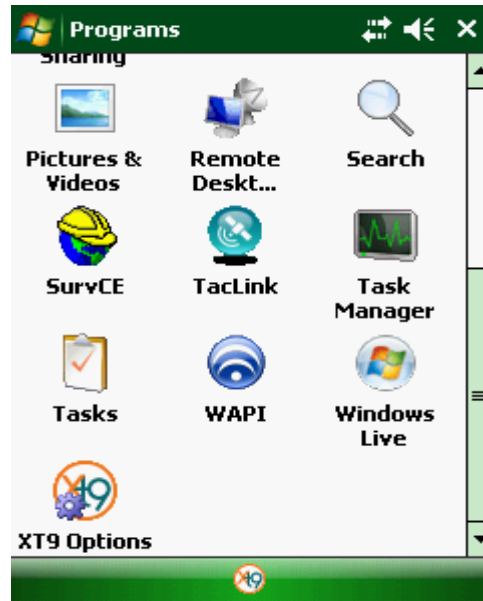 Programs
Sharing
Pictures & Remote Search
Videos Deskt...
SurvCE TacLink Task
Manager
Tasks WAPI Windows
Live
XT9 Options